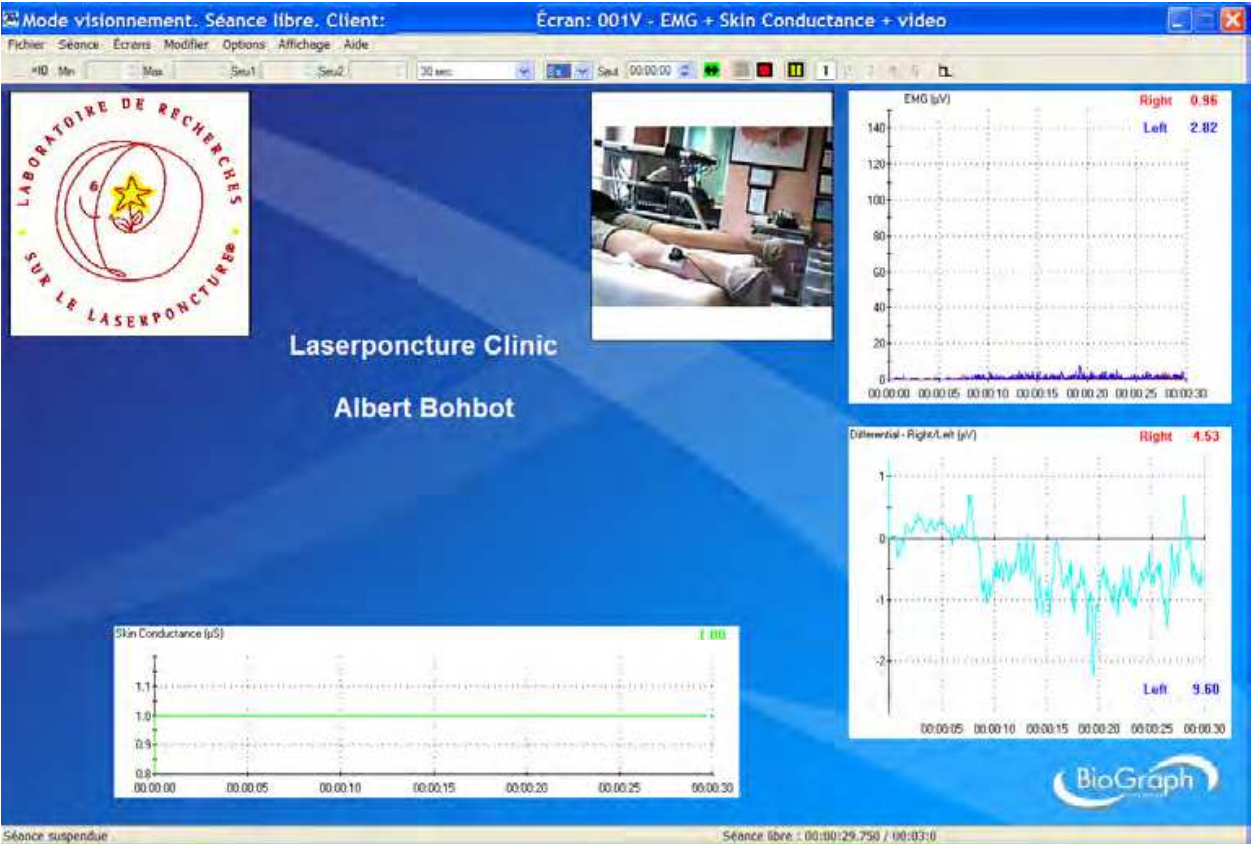 Mode visionnement. Séance libre. Client: Écran: 001V - EMG + Skin Conductance + video
Fichier Séance Écrans Modifier Options Affichage Aide
Min Max Seu1 Seu2 30 sec Saut 00:00:00 1
LABORATOIRE DE RECHERCHES
SUR LE LASERPONCTURE®
6
Laserponcture Clinic
Albert Bohbot
EMG (µV)
Right 0.96
Left 2.82
140
120
100
80
60
40
20
0
00:00:00 00:00:05 00:00:10 00:00:15 00:00:20 00:00:25 00:00:30
Differential - Right/Left (µV)
Right 4.53
1
0
-1
-2
Left 9.60
00:00:05 00:00:10 00:00:15 00:00:20 00:00:25 00:00:30
Skin Conductance (µS)
1.00
1.1
1.0
0.9
0.8
00:00:00 00:00:05 00:00:10 00:00:15 00:00:20 00:00:25 00:00:30
BioGraph
Séance suspendue
Séance libre : 00:00:29.750 / 00:03:0